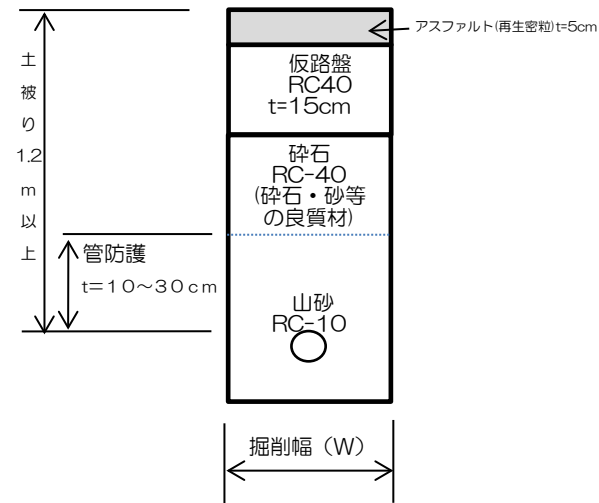 アスファルト(再生密粒)t=5cm
仮路盤
RC40
t=15cm
土
被
り
1.2
m
以
上
砕石
RC-40
(砕石・砂等
の良質材)
管防護
t=10～30cm
山砂
RC-10
掘削幅（W）